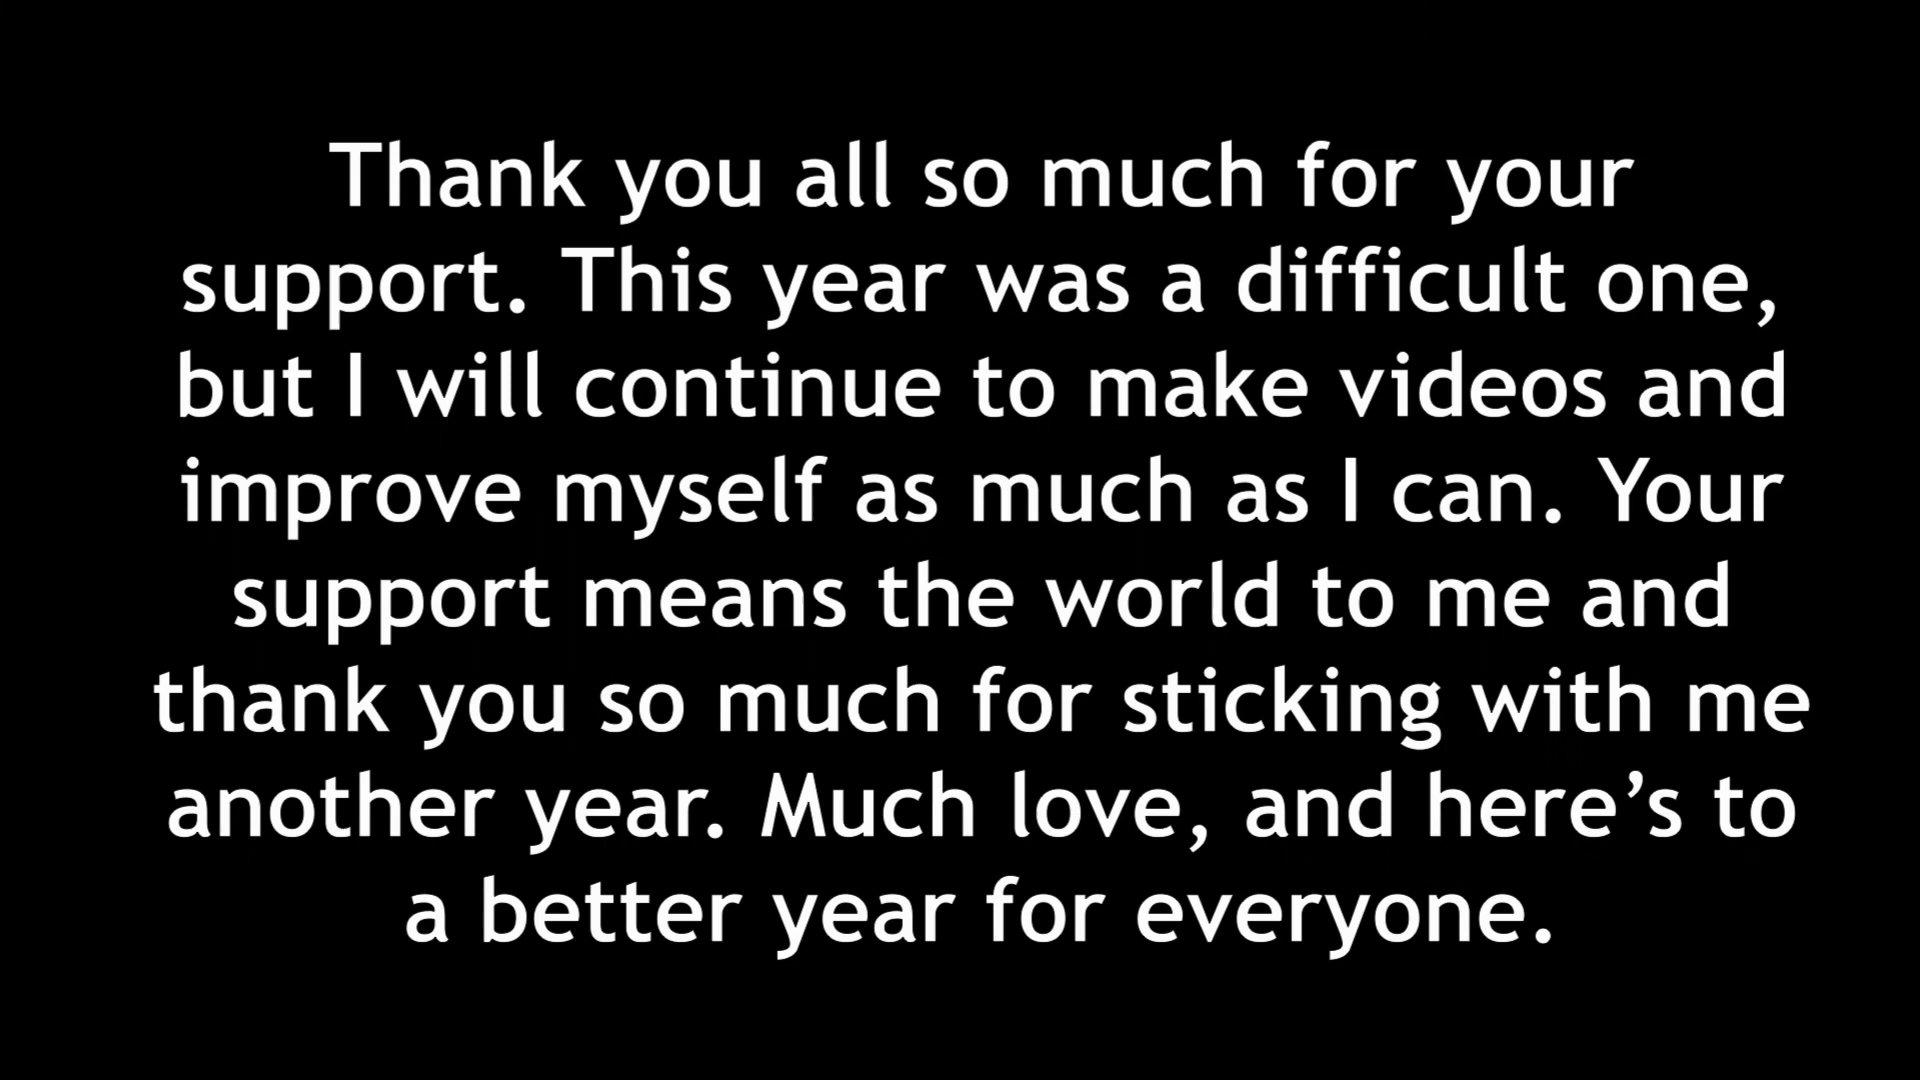 Thank you all so much for your
support. This year was a difficult one,
but I will continue to make videos and
improve myself as much as I can. Your
support means the world to me and
thank you so much for sticking with me
another year. Much love, and here’s to
a better year for everyone.